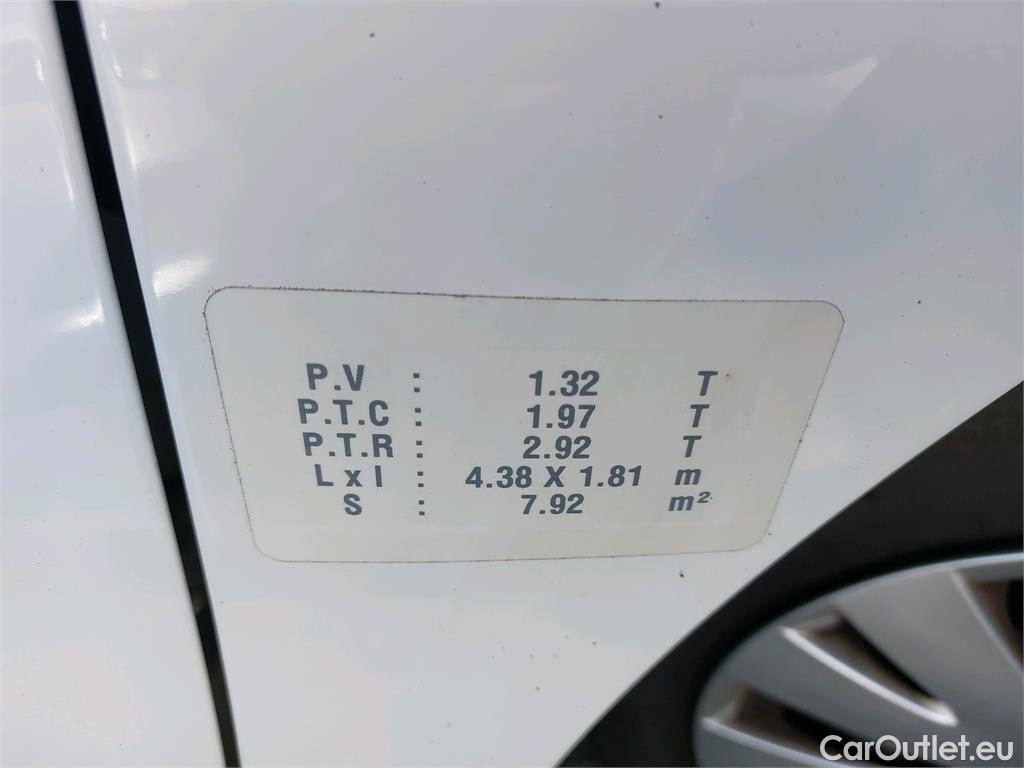 P.V : 1.32 T
P.T.C : 1.97 T
P.T.R : 2.92 T
L x l : 4.38 X 1.81 m
S : 7.92 m²
CarOutlet.eu